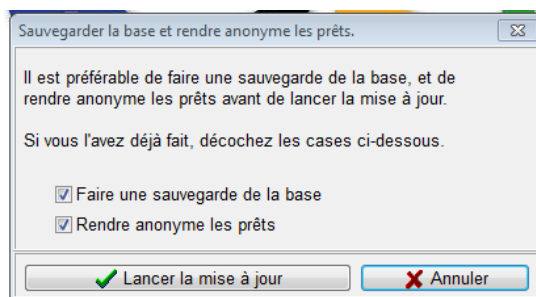 Sauvegarder la base et rendre anonyme les prêts.
Il est préférable de faire une sauvegarde de la base, et de
rendre anonyme les prêts avant de lancer la mise à jour.
Si vous l'avez déjà fait, décochez les cases ci-dessous.
Faire une sauvegarde de la base
Rendre anonyme les prêts
Lancer la mise à jour
Annuler